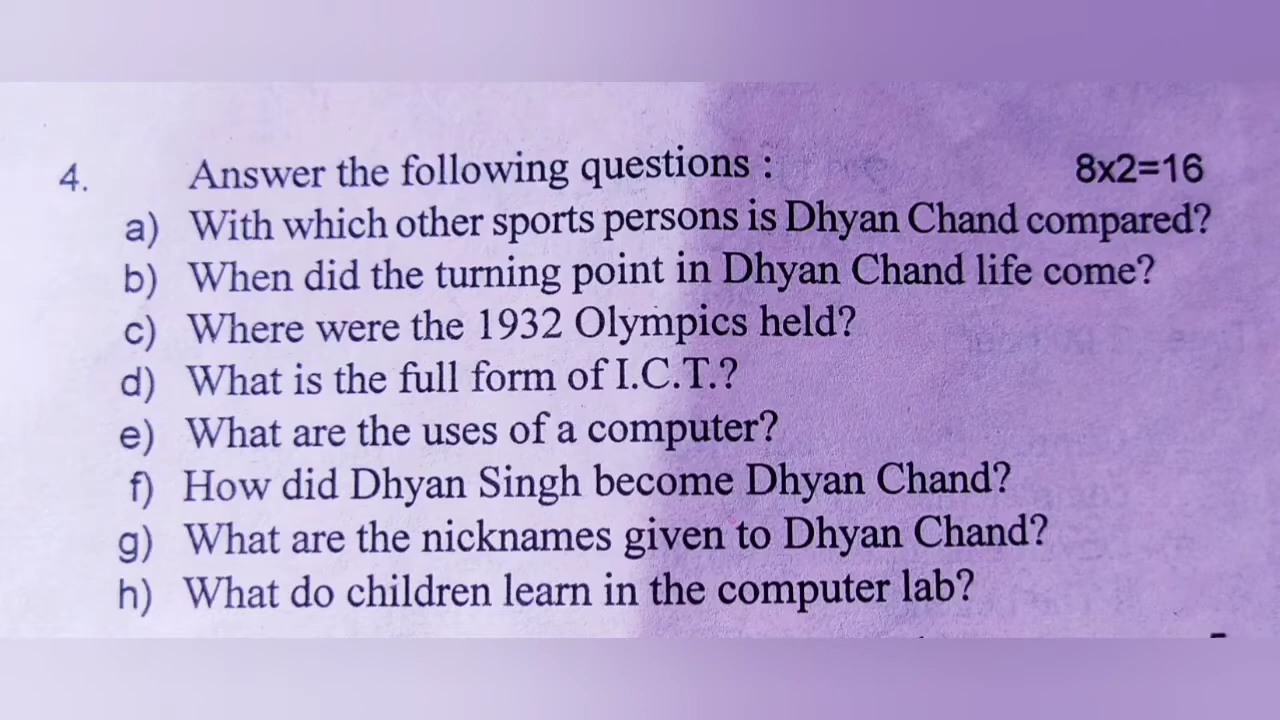 4. Answer the following questions : 8x2=16
a) With which other sports persons is Dhyan Chand compared?
b) When did the turning point in Dhyan Chand life come?
c) Where were the 1932 Olympics held?
d) What is the full form of I.C.T.?
e) What are the uses of a computer?
f) How did Dhyan Singh become Dhyan Chand?
g) What are the nicknames given to Dhyan Chand?
h) What do children learn in the computer lab?